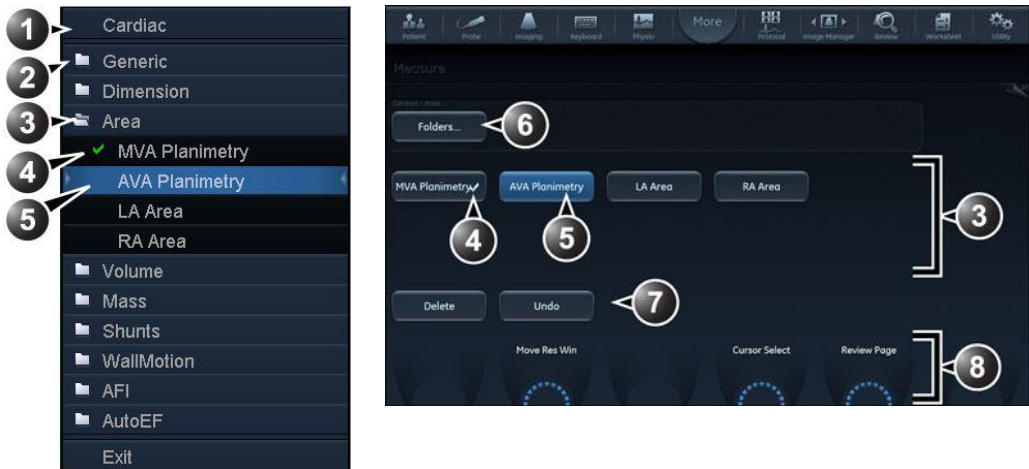 1 Cardiac
2 Generic
Dimension
3 Area
4 MVA Planimetry
5 AVA Planimetry
LA Area
RA Area
Volume
Mass
Shunts
WallMotion
AFI
AutoEF
Exit
Patient Probe Imaging Keyboard Physio More Protocol Image Manager Review Worksheet Utility
Measure
Cardiac > Area
Folders... 6
MVA Planimetry AVA Planimetry LA Area RA Area
4 5 3
Delete Undo 7
Move Res Win Cursor Select Review Page
8